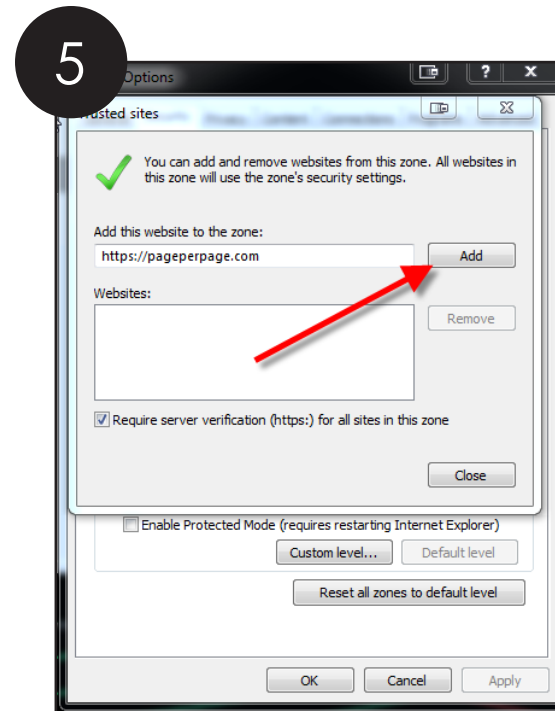 5
Options
? x
Trusted sites
You can add and remove websites from this zone. All websites in
this zone will use the zone's security settings.
Add this website to the zone:
https://pageperpage.com
Add
Websites:
Remove
Require server verification (https:) for all sites in this zone
Close
Enable Protected Mode (requires restarting Internet Explorer)
Custom level...
Default level
Reset all zones to default level
OK
Cancel
Apply